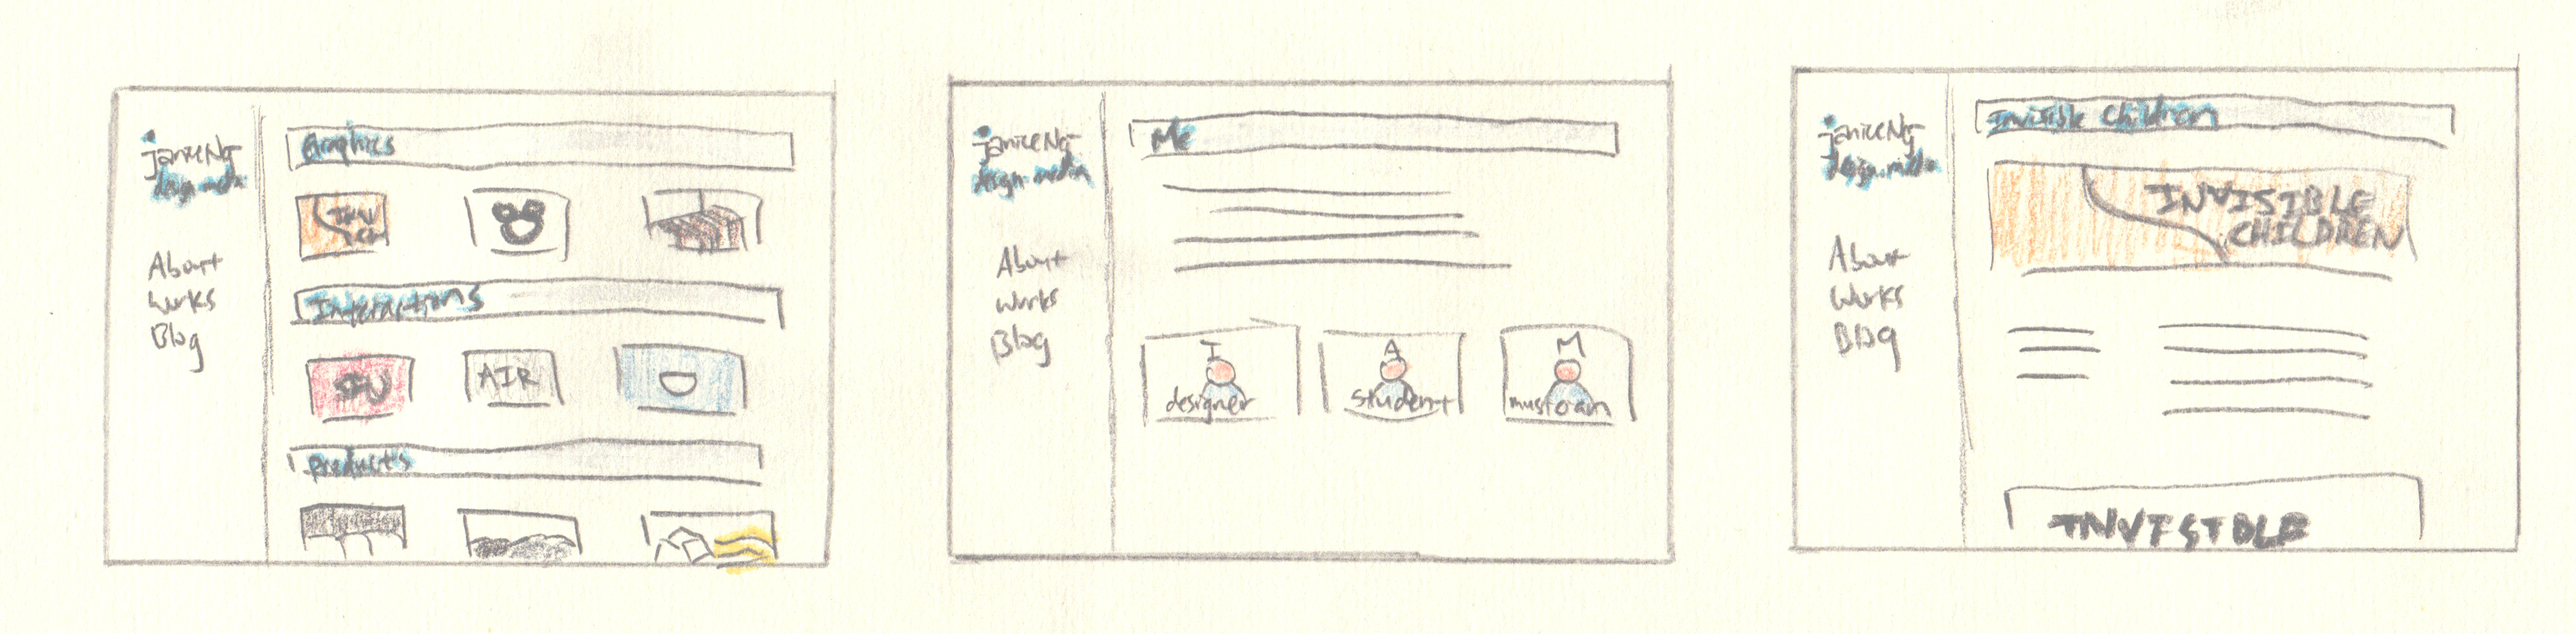 janiceNg
design.media
About
Works
Blog
Graphics
INV
CH
Interactions
SFU
AIR
products
janiceNg
design.media
About
Works
Blog
Me
I
designer
A
student
M
musician
janiceNg
design.media
About
Works
Blog
Invisible Children
INVISIBLE
CHILDREN
INVISIBLE